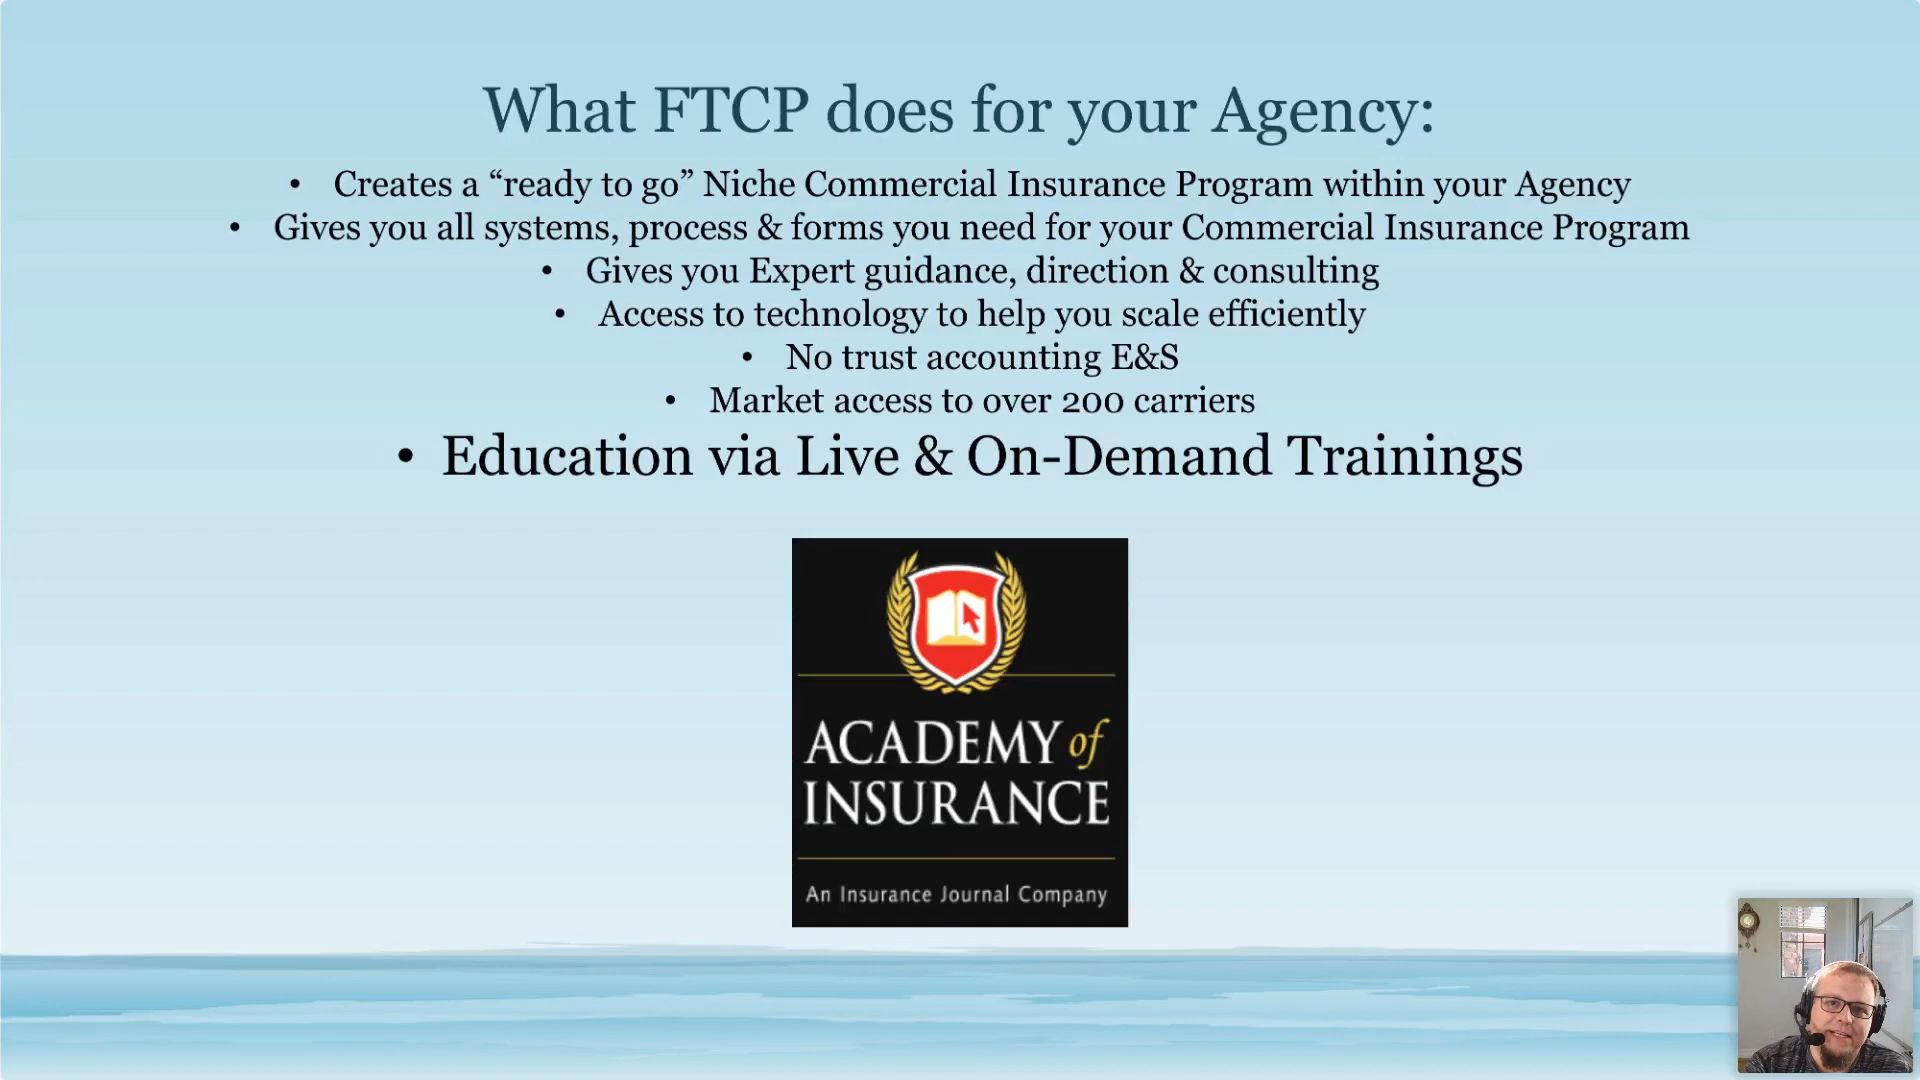 What FTCP does for your Agency:
• Creates a “ready to go” Niche Commercial Insurance Program within your Agency
• Gives you all systems, process & forms you need for your Commercial Insurance Program
• Gives you Expert guidance, direction & consulting
• Access to technology to help you scale efficiently
• No trust accounting E&S
• Market access to over 200 carriers
• Education via Live & On-Demand Trainings
ACADEMY of
INSURANCE
An Insurance Journal Company